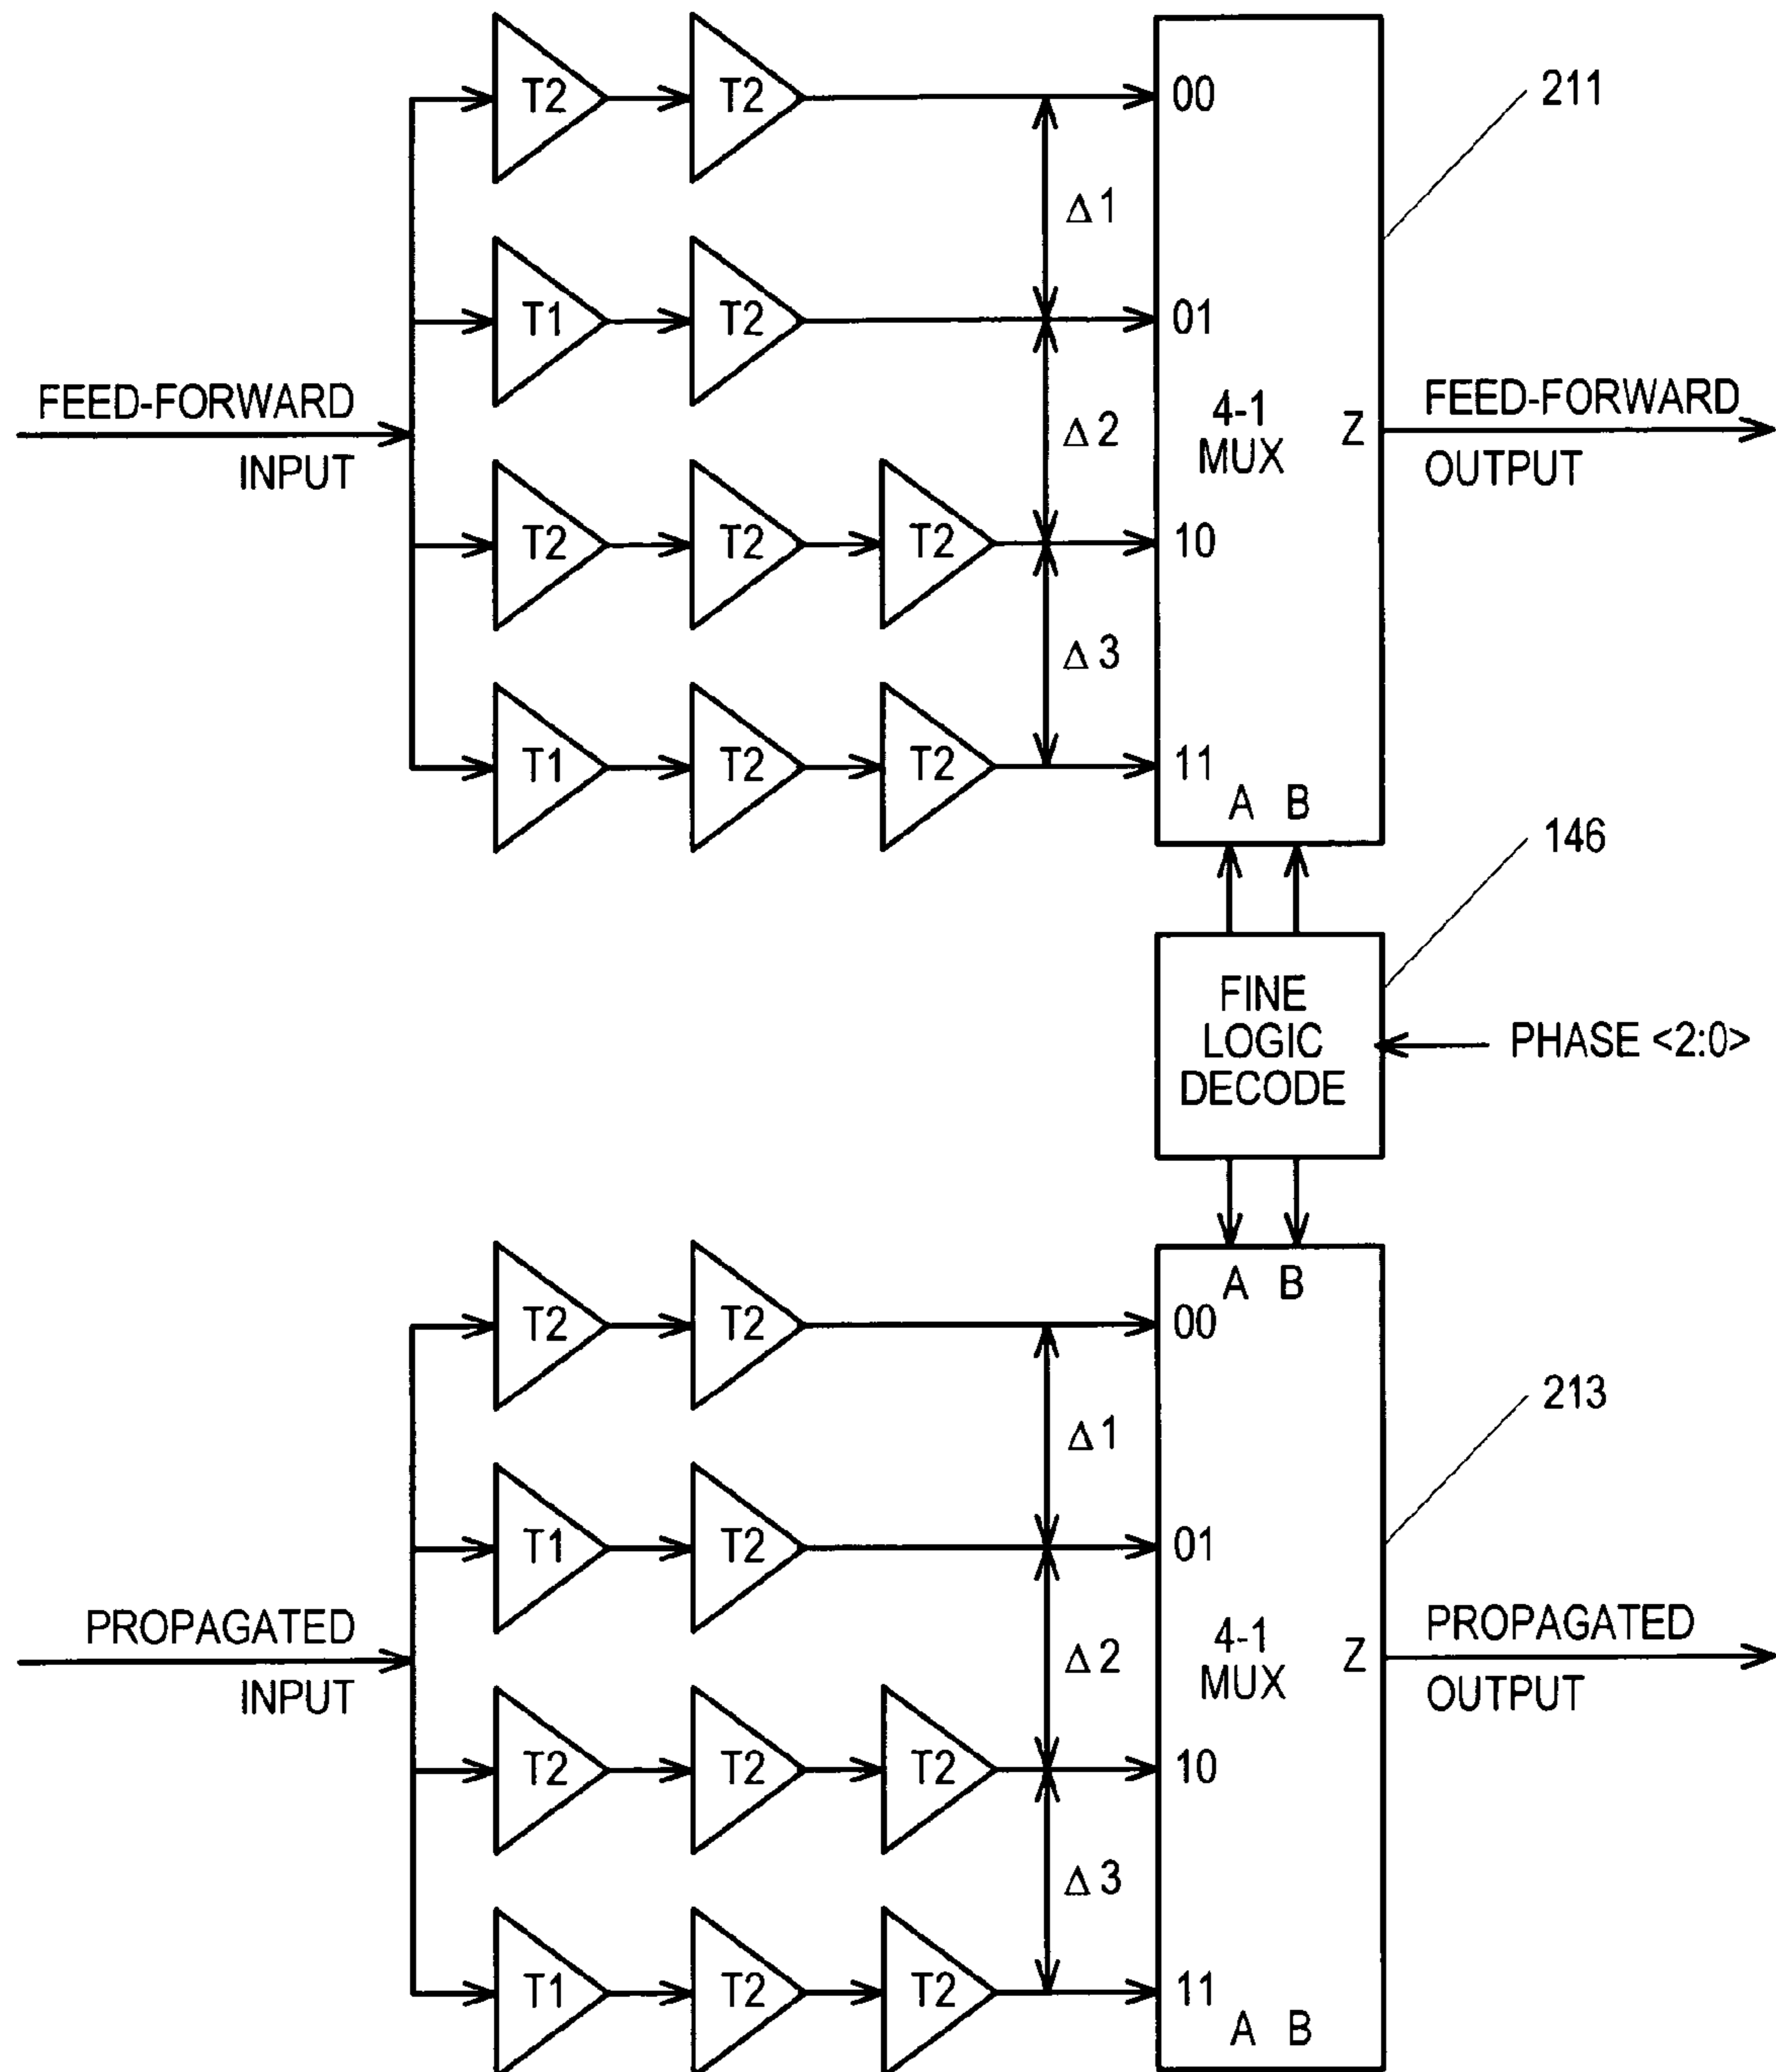 T2 T2 00 211
Δ1
T1 T2 01
FEED-FORWARD
INPUT
Δ2
4-1
MUX
Z
FEED-FORWARD
OUTPUT
T2 T2 T2 10
Δ3
T1 T2 T2 11
A B
146
FINE
LOGIC
DECODE
PHASE <2:0>
A B
T2 T2 00
213
Δ1
T1 T2 01
PROPAGATED
INPUT
Δ2
4-1
MUX
Z
PROPAGATED
OUTPUT
T2 T2 T2 10
Δ3
T1 T2 T2 11
A B